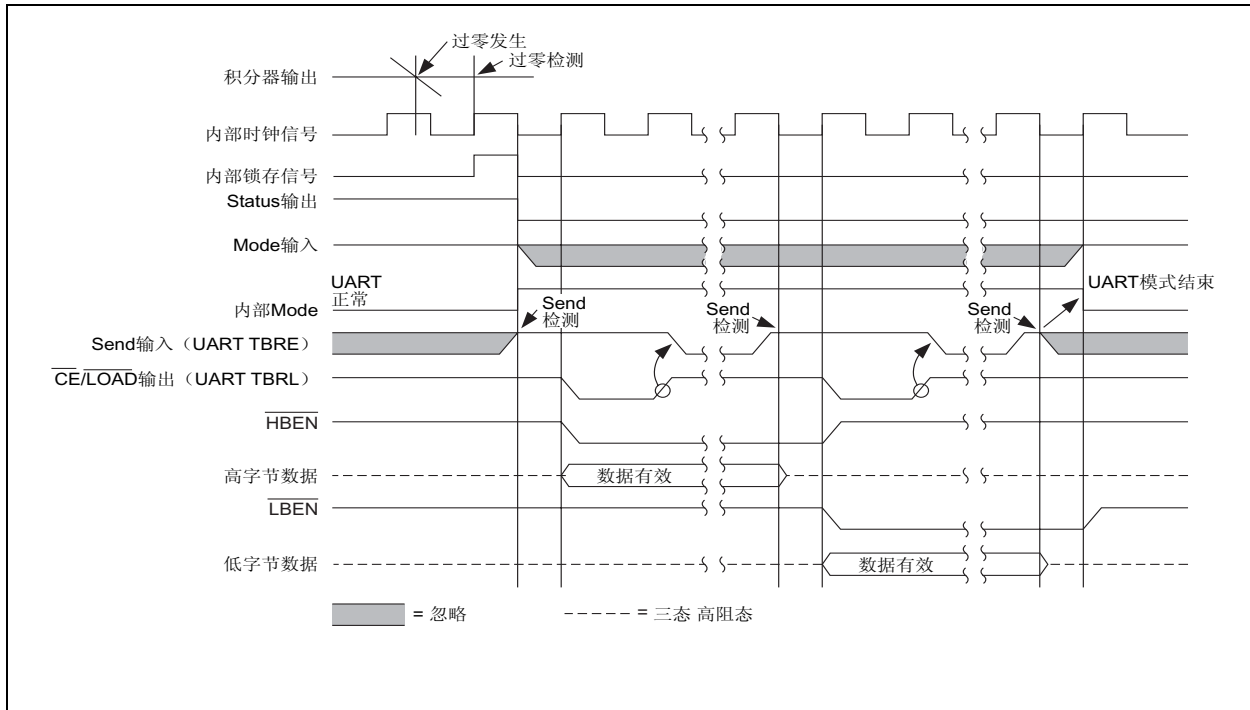 过零发生
过零检测
积分器输出
内部时钟信号
内部锁存信号
Status输出
Mode输入
UART
正常
UART模式结束
内部Mode
Send
检测
Send
检测
Send
检测
Send输入（UART TBRE）
CE/LOAD输出（UART TBRL）
HBEN
高字节数据
数据有效
LBEN
低字节数据
数据有效
= 忽略
= 三态 高阻态